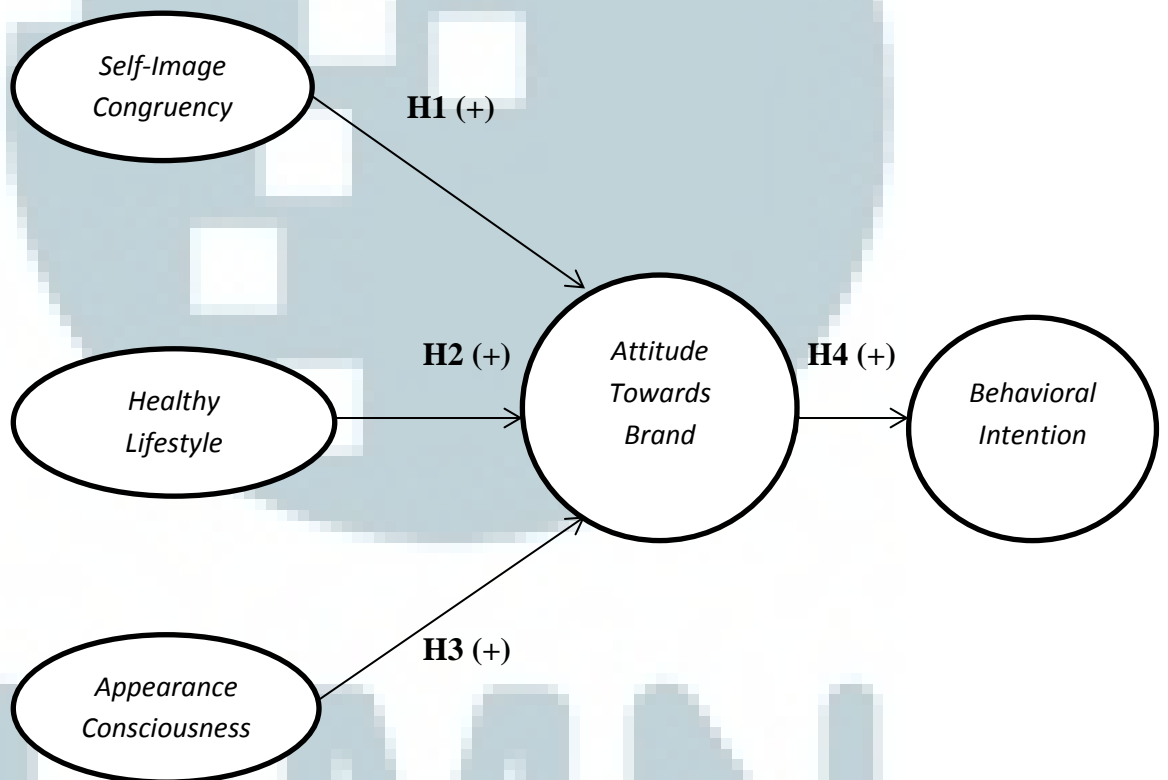 Self-Image
Congruency
H1 (+)
Healthy
Lifestyle
H2 (+)
Attitude
Towards
Brand
H4 (+)
Behavioral
Intention
H3 (+)
Appearance
Consciousness